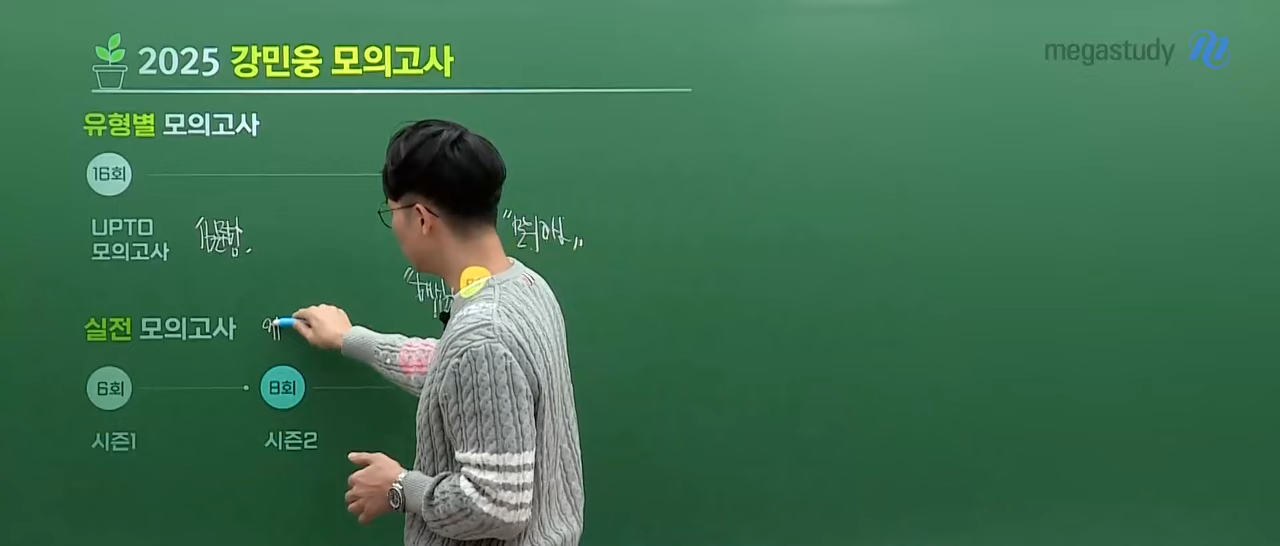 2025 강민웅 모의고사
megastudy
유형별 모의고사
16회
UPTO
모의고사
실전 모의고사
6회
8회
시즌1
시즌2